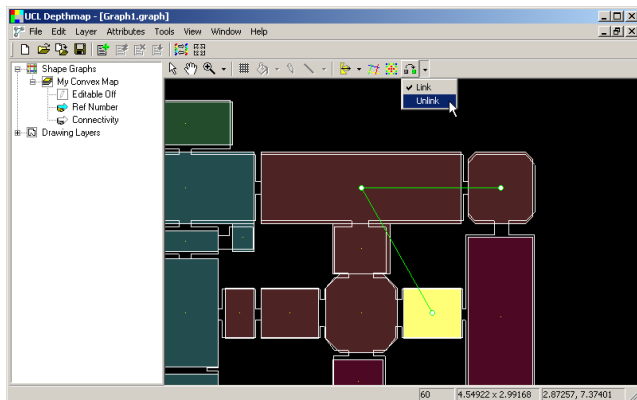 UCL Depthmap - [Graph1.graph]
File Edit Layer Attributes Tools View Window Help
Shape Graphs
My Convex Map
Editable Off
Ref Number
Connectivity
Drawing Layers
Link
Unlink
60 4.54922 x 2.99168 2.87257, 7.37401